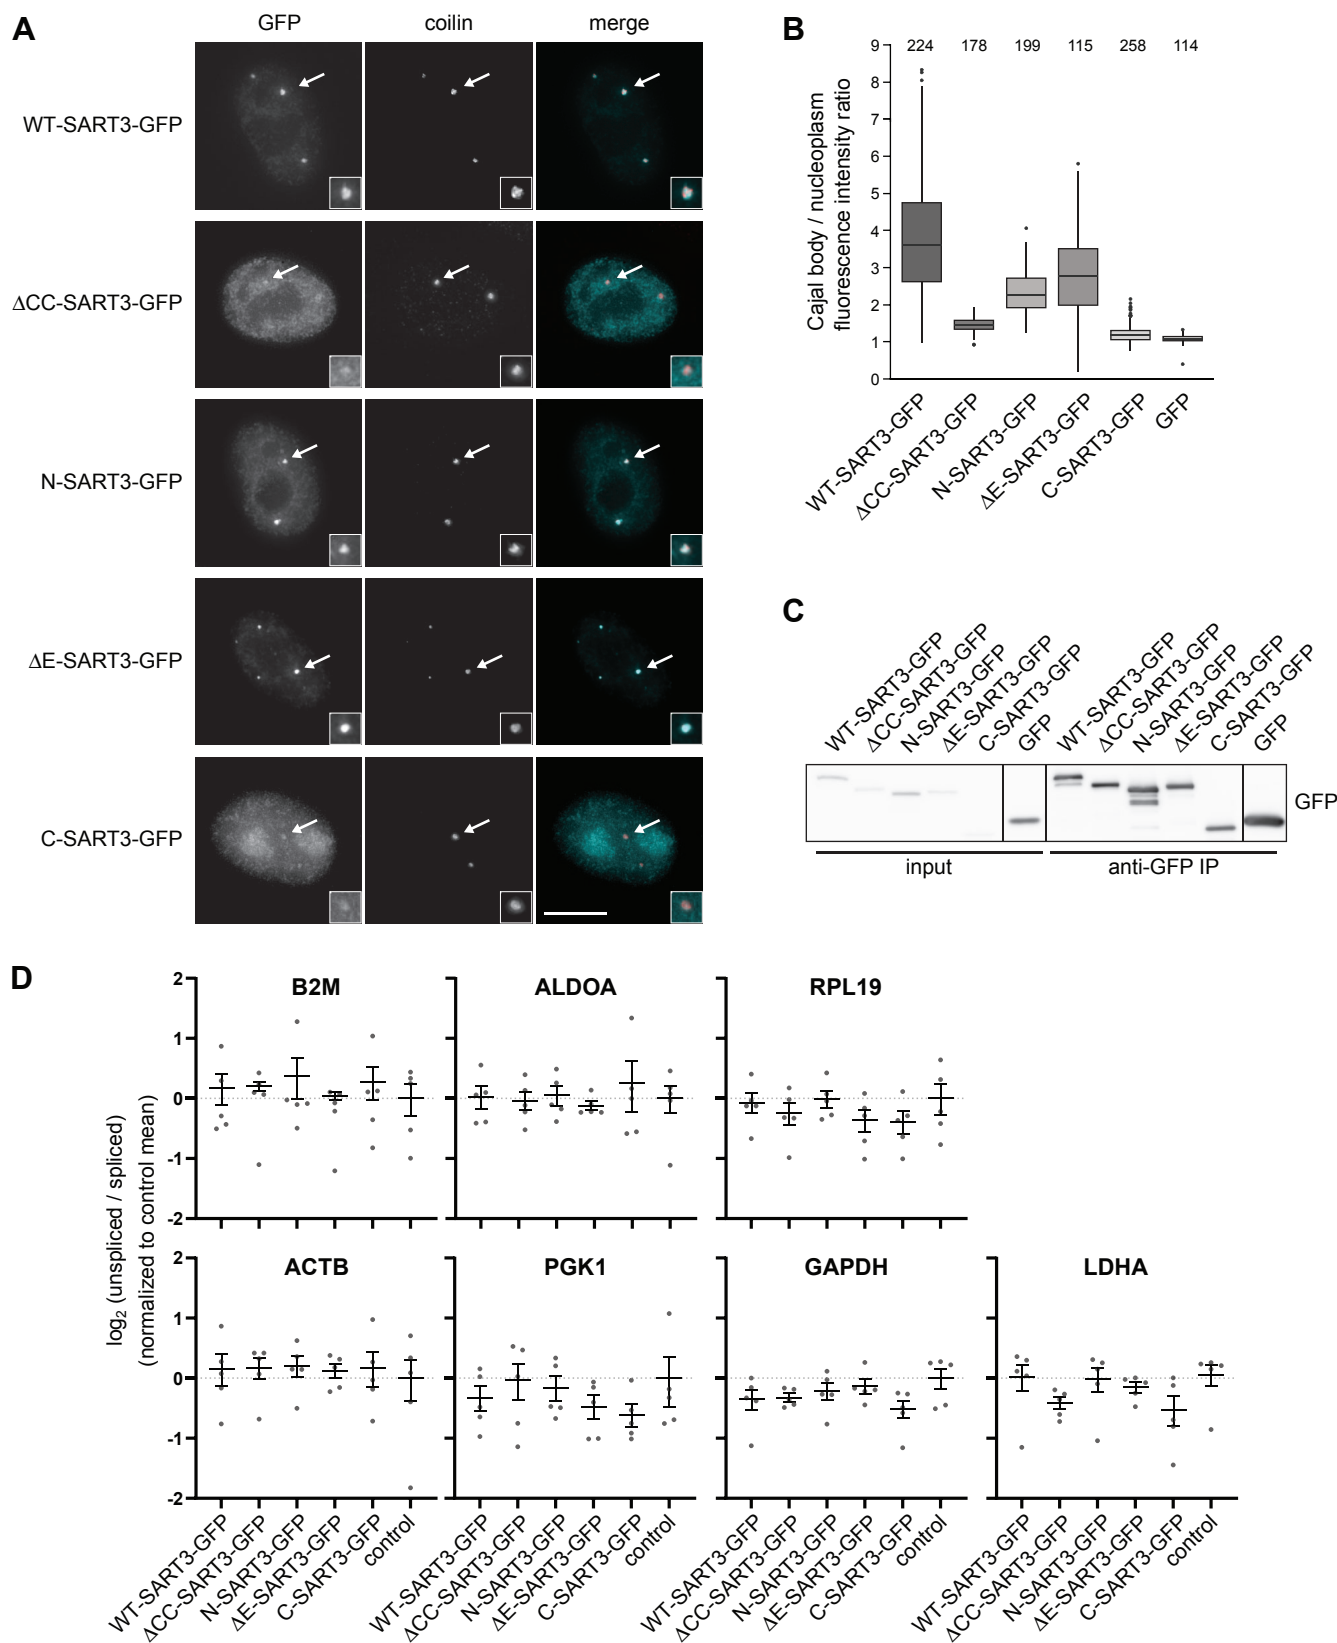 A
GFP
coilin
merge
WT-SART3-GFP
ΔCC-SART3-GFP
N-SART3-GFP
ΔE-SART3-GFP
C-SART3-GFP
B
Cajal body / nucleoplasm
fluorescence intensity ratio
9
8
7
6
5
4
3
2
1
0
224 178 199 115 258 114
WT-SART3-GFP
ΔCC-SART3-GFP
N-SART3-GFP
ΔE-SART3-GFP
C-SART3-GFP
GFP
C
WT-SART3-GFP
ΔCC-SART3-GFP
N-SART3-GFP
ΔE-SART3-GFP
C-SART3-GFP
GFP
WT-SART3-GFP
ΔCC-SART3-GFP
N-SART3-GFP
ΔE-SART3-GFP
C-SART3-GFP
GFP
GFP
input
anti-GFP IP
D
log₂ (unspliced / spliced)
(normalized to control mean)
2
1
0
-1
-2
B2M
ALDOA
RPL19
2
1
0
-1
-2
ACTB
PGK1
GAPDH
LDHA
WT-SART3-GFP
ΔCC-SART3-GFP
N-SART3-GFP
ΔE-SART3-GFP
C-SART3-GFP
control
WT-SART3-GFP
ΔCC-SART3-GFP
N-SART3-GFP
ΔE-SART3-GFP
C-SART3-GFP
control
WT-SART3-GFP
ΔCC-SART3-GFP
N-SART3-GFP
ΔE-SART3-GFP
C-SART3-GFP
control
WT-SART3-GFP
ΔCC-SART3-GFP
N-SART3-GFP
ΔE-SART3-GFP
C-SART3-GFP
control